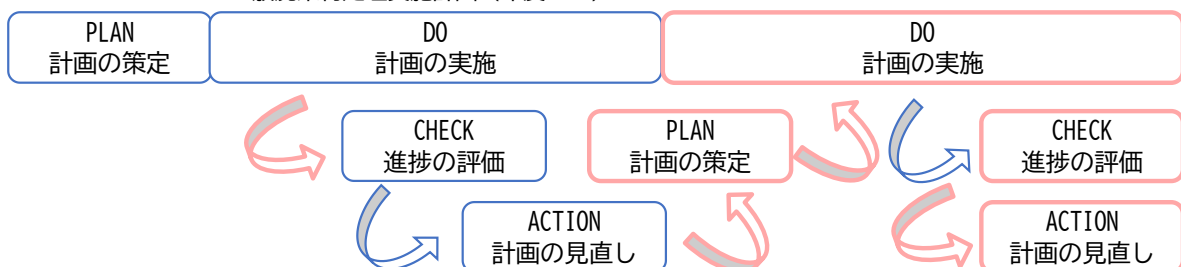 PLAN
計画の策定
DO
計画の実施
DO
計画の実施
CHECK
進捗の評価
PLAN
計画の策定
CHECK
進捗の評価
ACTION
計画の見直し
ACTION
計画の見直し